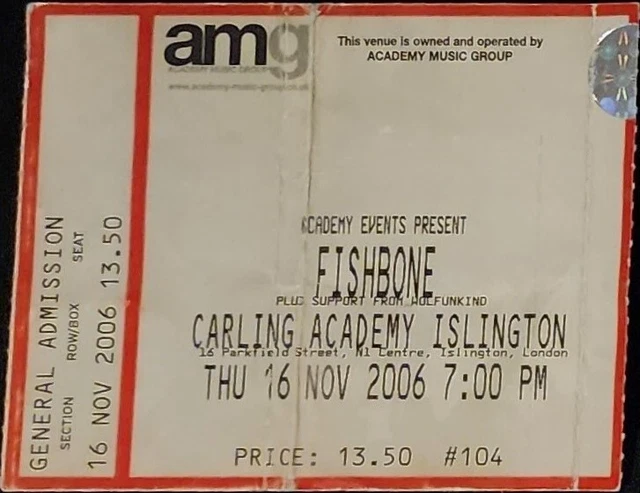 amg
ACADEMY MUSIC GROUP
www.academy-music-group.co.uk
This venue is owned and operated by
ACADEMY MUSIC GROUP
GENERAL ADMISSION
SECTION ROW/BOX SEAT
16 NOV 2006 13.50
ACADEMY EVENTS PRESENT
FISHBONE
PLUS SUPPORT FROM WOLFUNKIND
CARLING ACADEMY ISLINGTON
16 Parkfield Street, N1 Centre, Islington, London
THU 16 NOV 2006 7:00 PM
PRICE: 13.50 #104